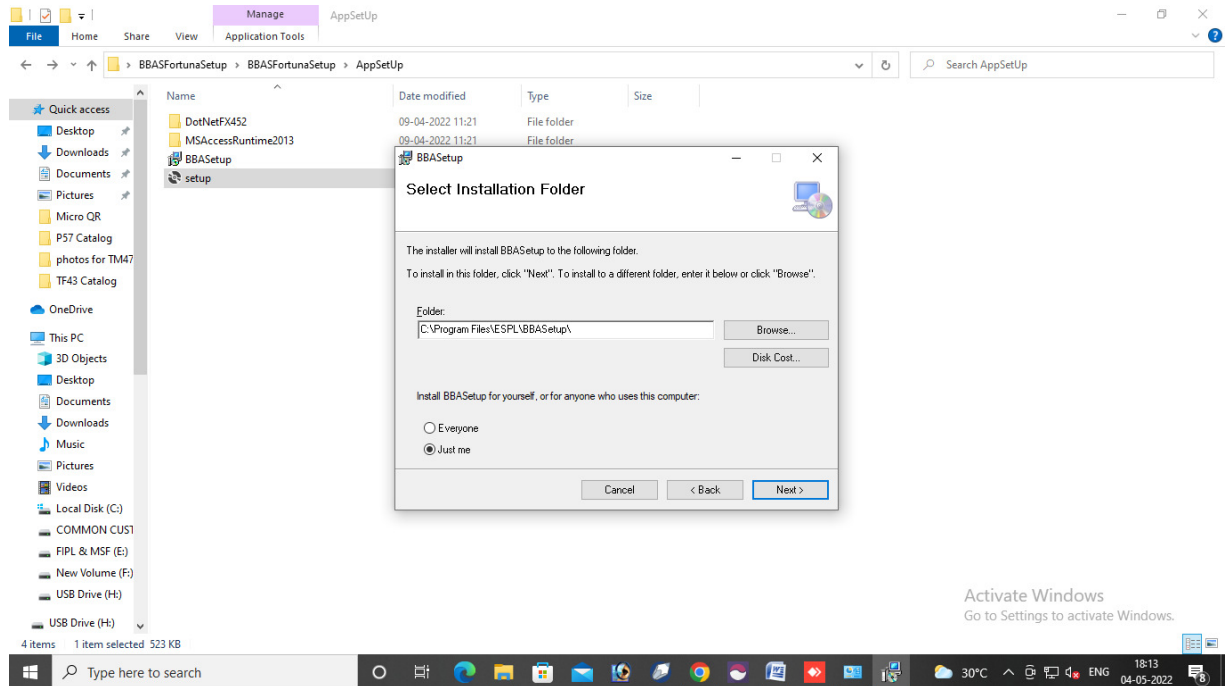 Manage
AppSetUp
File
Home
Share
View
Application Tools
BBASFortunaSetup
BBASFortunaSetup
AppSetUp
Search AppSetUp
Name
Date modified
Type
Size
DotNetFX452
09-04-2022 11:21
File folder
MSAccessRuntime2013
09-04-2022 11:21
File folder
BBASetup
setup
Quick access
Desktop
Downloads
Documents
Pictures
Micro QR
P57 Catalog
photos for TM47
TF43 Catalog
OneDrive
This PC
3D Objects
Desktop
Documents
Downloads
Music
Pictures
Videos
Local Disk (C:)
COMMON CUST
FIPL & MSF (E:)
New Volume (F:)
USB Drive (H:)
USB Drive (H:)
BBASetup
Select Installation Folder
The installer will install BBASetup to the following folder.
To install in this folder, click "Next". To install to a different folder, enter it below or click "Browse".
Folder:
C:\Program Files\ESPL\BBASetup\
Browse...
Disk Cost...
Install BBASetup for yourself, or for anyone who uses this computer:
Everyone
Just me
Cancel
< Back
Next >
Activate Windows
Go to Settings to activate Windows.
4 items 1 item selected 523 KB
Type here to search
30°C
ENG
18:13
04-05-2022
8